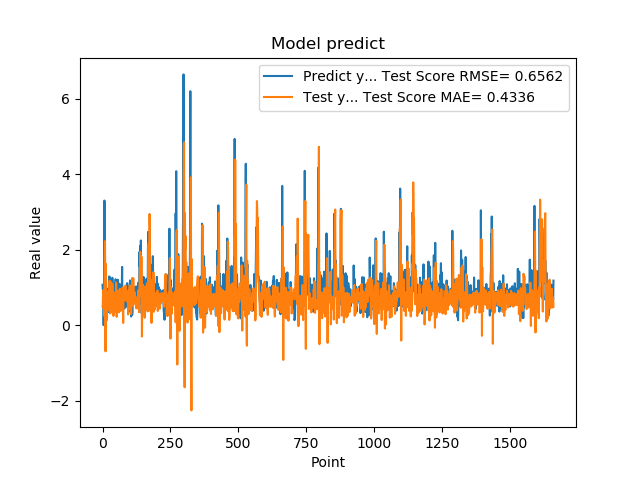 Model predict
Predict y... Test Score RMSE= 0.6562
Test y... Test Score MAE= 0.4336
Real value
6
4
2
0
−2
0 250 500 750 1000 1250 1500
Point